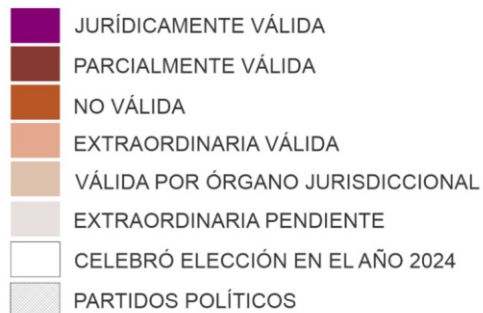 JURÍDICAMENTE VÁLIDA
PARCIALMENTE VÁLIDA
NO VÁLIDA
EXTRAORDINARIA VÁLIDA
VÁLIDA POR ÓRGANO JURISDICCIONAL
EXTRAORDINARIA PENDIENTE
CELEBRÓ ELECCIÓN EN EL AÑO 2024
PARTIDOS POLÍTICOS